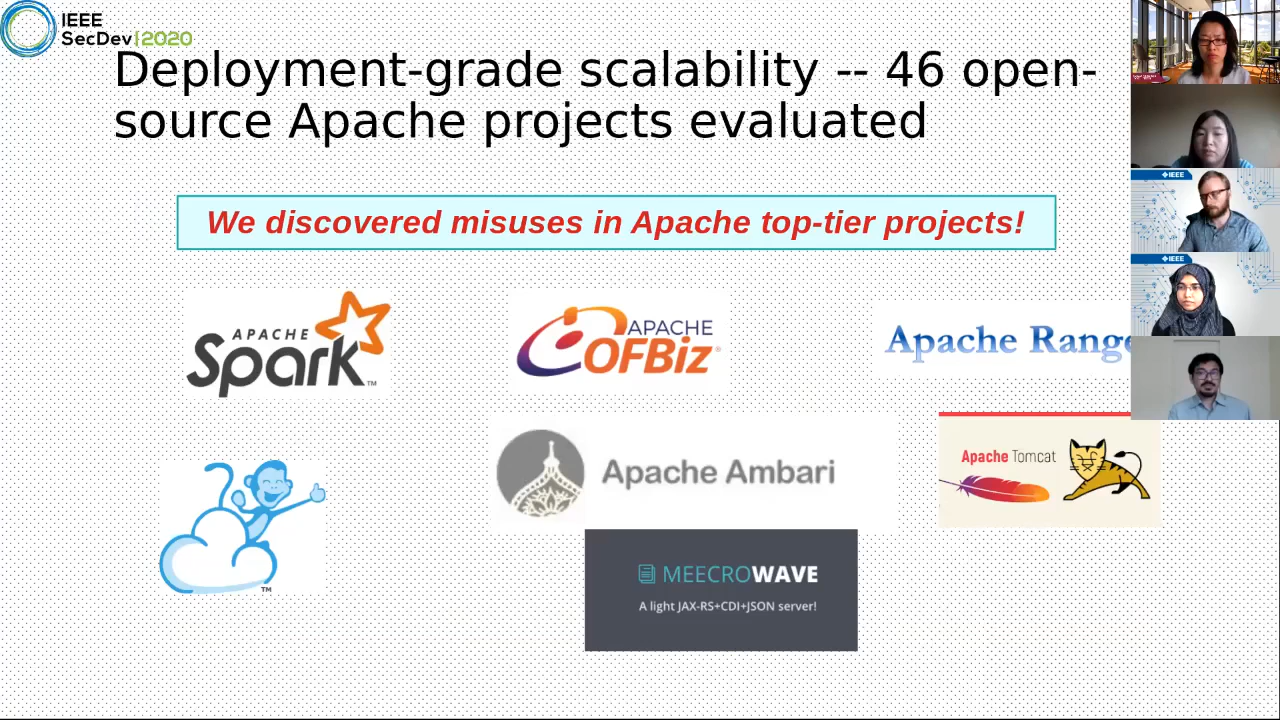 IEEE
SecDev|2020
Deployment-grade scalability -- 46 open-
source Apache projects evaluated
We discovered misuses in Apache top-tier projects!
APACHE
Spark™
APACHE
OFBiz®
Apache Range
Apache Ambari
Apache Tomcat
™
MEECROWAVE
A light JAX-RS+CDI+JSON server!
IEEE
IEEE